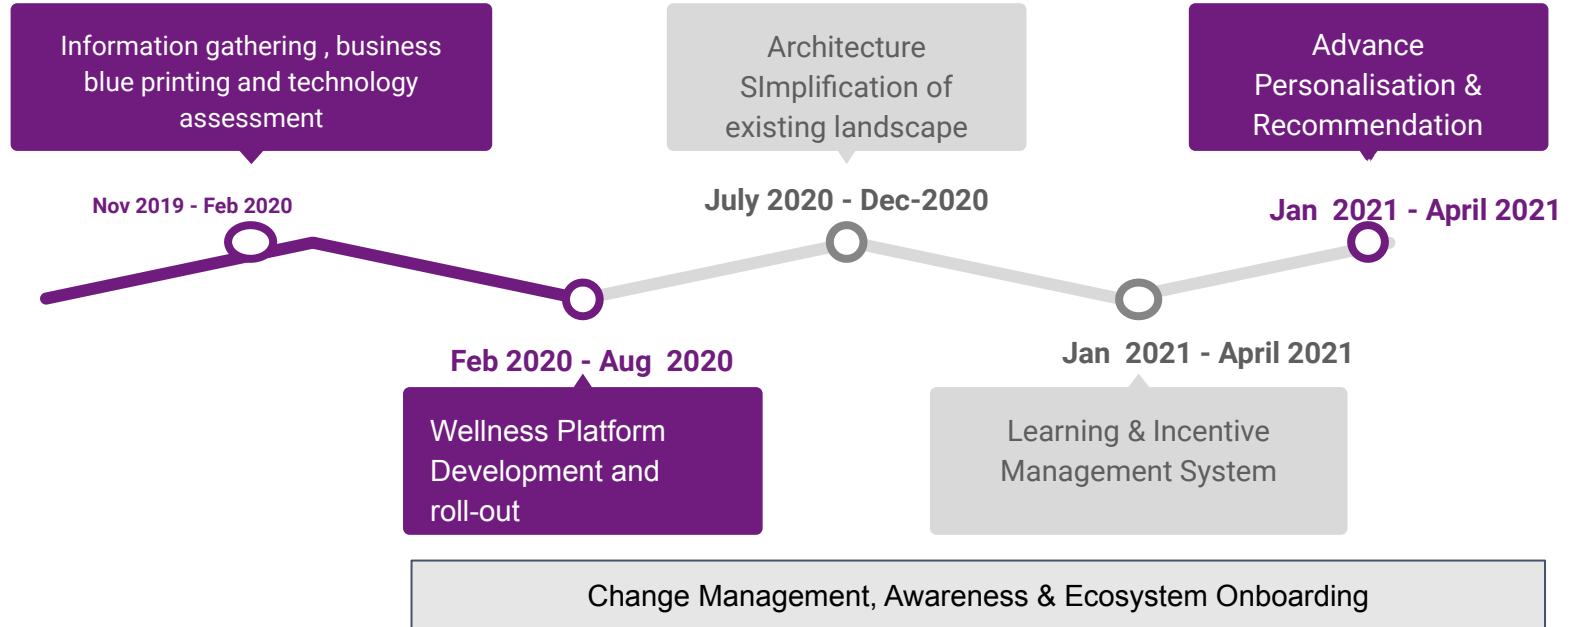 Information gathering , business
blue printing and technology
assessment
Architecture
SImplification of
existing landscape
Advance
Personalisation &
Recommendation
Nov 2019 - Feb 2020
July 2020 - Dec-2020
Jan  2021 - April 2021
Feb 2020 - Aug  2020
Jan  2021 - April 2021
Wellness Platform
Development and
roll-out
Learning & Incentive
Management System
Change Management, Awareness & Ecosystem Onboarding